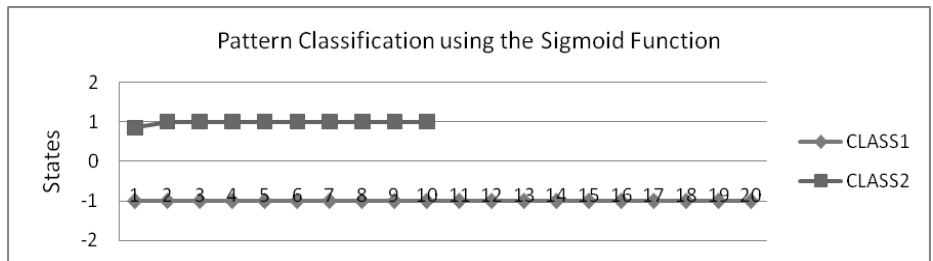 Pattern Classification using the Sigmoid Function
2
1
0
-1
-2
States
1 2 3 4 5 6 7 8 9 10 11 12 13 14 15 16 17 18 19 20
CLASS1
CLASS2